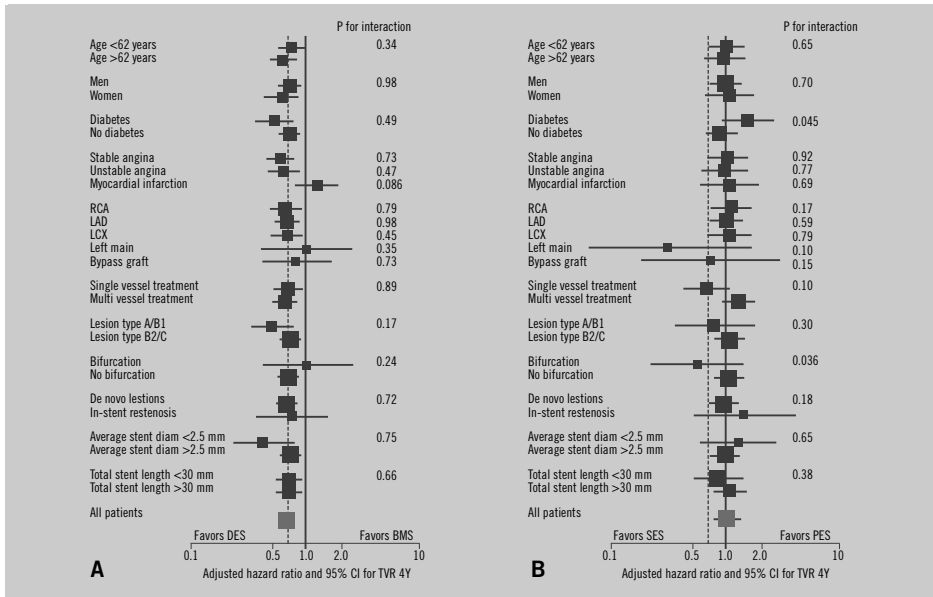 P for interaction
Age <62 years 0.34
Age >62 years
Men 0.98
Women
Diabetes 0.49
No diabetes
Stable angina 0.73
Unstable angina 0.47
Myocardial infarction 0.086
RCA 0.79
LAD 0.98
LCX 0.45
Left main 0.35
Bypass graft 0.73
Single vessel treatment 0.89
Multi vessel treatment
Lesion type A/B1 0.17
Lesion type B2/C
Bifurcation 0.24
No bifurcation
De novo lestions 0.72
In-stent restenosis
Average stent diam <2.5 mm 0.75
Average stent diam >2.5 mm
Total stent length <30 mm 0.66
Total stent length >30 mm
All patients
Favors DES Favors BMS
0.1 0.5 1.0 2.0 10
A Adjusted hazard ratio and 95% CI for TVR 4Y
P for interaction
Age <62 years 0.65
Age >62 years
Men 0.70
Women
Diabetes 0.045
No diabetes
Stable angina 0.92
Unstable angina 0.77
Myocardial infarction 0.69
RCA 0.17
LAD 0.59
LCX 0.79
Left main 0.10
Bypass graft 0.15
Single vessel treatment 0.10
Multi vessel treatment
Lesion type A/B1 0.30
Lesion type B2/C
Bifurcation 0.036
No bifurcation
De novo lestions 0.18
In-stent restenosis
Average stent diam <2.5 mm 0.65
Average stent diam >2.5 mm
Total stent length <30 mm 0.38
Total stent length >30 mm
All patients
Favors SES Favors PES
0.1 0.5 1.0 2.0 10
B Adjusted hazard ratio and 95% CI for TVR 4Y